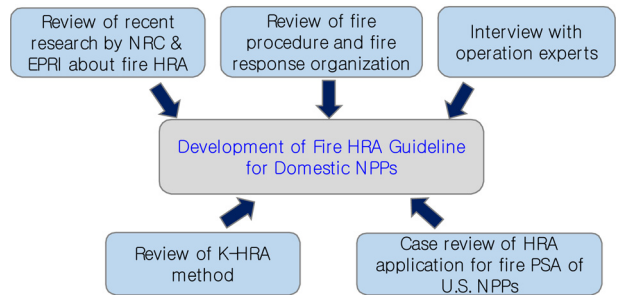 Review of recent
research by NRC &
EPRI about fire HRA
Review of fire
procedure and fire
response organization
Interview with
operation experts
Development of Fire HRA Guideline
for Domestic NPPs
Review of K-HRA
method
Case review of HRA
application for fire PSA of
U.S. NPPs